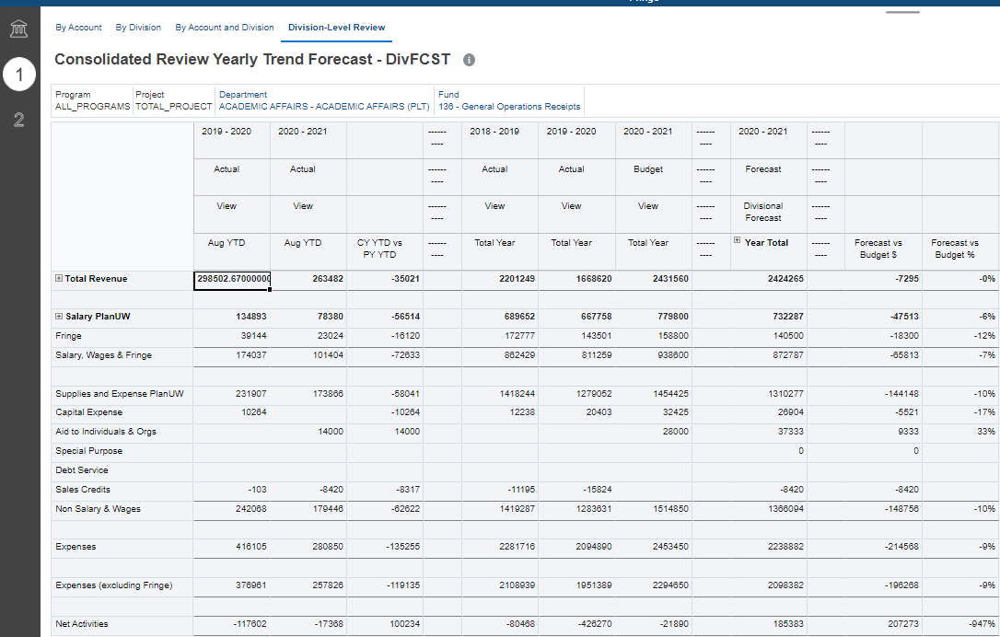 By Account By Division By Account and Division Division-Level Review
1
Consolidated Review Yearly Trend Forecast - DivFCST
2
Program Project Department Fund
ALL_PROGRAMS TOTAL_PROJECT ACADEMIC AFFAIRS - ACADEMIC AFFAIRS (PLT) 136 - General Operations Receipts
2019 - 2020 2020 - 2021 ------ 2018 - 2019 2019 - 2020 2020 - 2021 ------ 2020 - 2021 ------
---- ---- ----
Actual Actual ------ Actual Actual Budget ------ Forecast ------
---- ---- ----
View View ------ View View View ------ Divisional ------
---- ---- Forecast ----
Aug YTD Aug YTD CY YTD vs ------ Total Year Total Year Total Year ------ Year Total ------ Forecast vs Forecast vs
PY YTD ---- ---- ---- Budget $ Budget %
Total Revenue 298502.67000000 263482 -35021 2201249 1668620 2431560 2424265 -7295 -0%
Salary PlanUW 134893 78380 -56514 689652 667758 779800 732287 -47513 -6%
Fringe 39144 23024 -16120 172777 143501 158800 140500 -18300 -12%
Salary, Wages & Fringe 174037 101404 -72633 862429 811259 938600 872787 -65813 -7%
Supplies and Expense PlanUW 231907 173866 -58041 1418244 1279052 1454425 1310277 -144148 -10%
Capital Expense 10264 -10264 12238 20403 32425 26904 -5521 -17%
Aid to Individuals & Orgs 14000 14000 28000 37333 9333 33%
Special Purpose 0 0
Debt Service
Sales Credits -103 -8420 -8317 -11195 -15824 -8420 -8420
Non Salary & Wages 242068 179446 -62622 1419287 1283631 1514850 1366094 -148756 -10%
Expenses 416105 280850 -135255 2281716 2094890 2453450 2238882 -214568 -9%
Expenses (excluding Fringe) 376961 257826 -119135 2108939 1951389 2294650 2098382 -196268 -9%
Net Activities -117602 -17368 100234 -80468 -426270 -21890 185383 207273 -947%